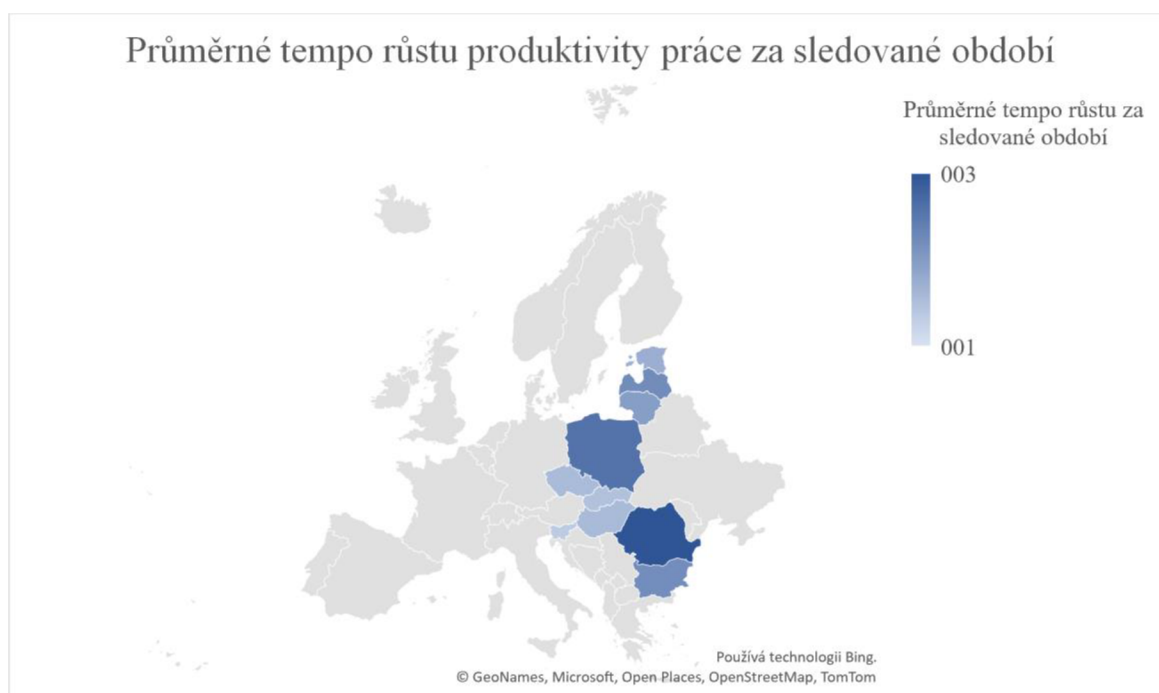 Průměrné tempo růstu produktivity práce za sledované období
Průměrné tempo růstu za
sledované období
003
001
Používá technologii Bing.
© GeoNames, Microsoft, Open Places, OpenStreetMap, TomTom